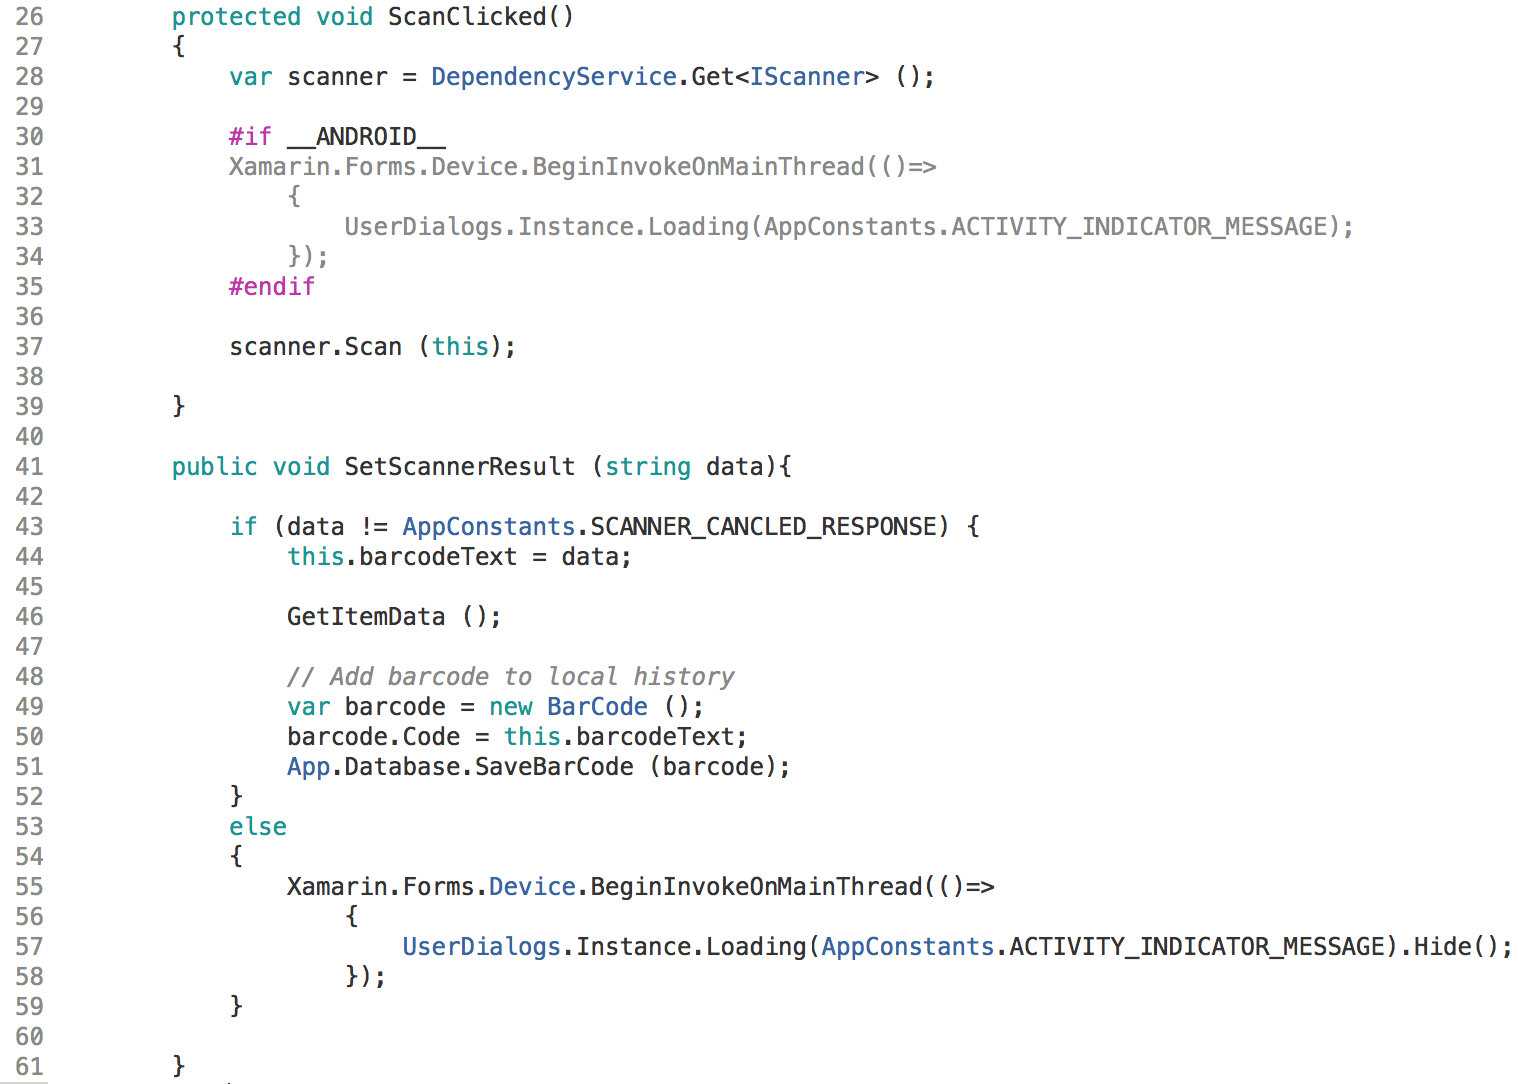 26 protected void ScanClicked()
27 {
28 var scanner = DependencyService.Get<IScanner> ();
29
30 #if __ANDROID__
31 Xamarin.Forms.Device.BeginInvokeOnMainThread(()=>
32 {
33 UserDialogs.Instance.Loading(AppConstants.ACTIVITY_INDICATOR_MESSAGE);
34 });
35 #endif
36
37 scanner.Scan (this);
38
39 }
40
41 public void SetScannerResult (string data){
42
43 if (data != AppConstants.SCANNER_CANCLED_RESPONSE) {
44 this.barcodeText = data;
45
46 GetItemData ();
47
48 // Add barcode to local history
49 var barcode = new BarCode ();
50 barcode.Code = this.barcodeText;
51 App.Database.SaveBarCode (barcode);
52 }
53 else
54 {
55 Xamarin.Forms.Device.BeginInvokeOnMainThread(()=>
56 {
57 UserDialogs.Instance.Loading(AppConstants.ACTIVITY_INDICATOR_MESSAGE).Hide();
58 });
59 }
60
61 }